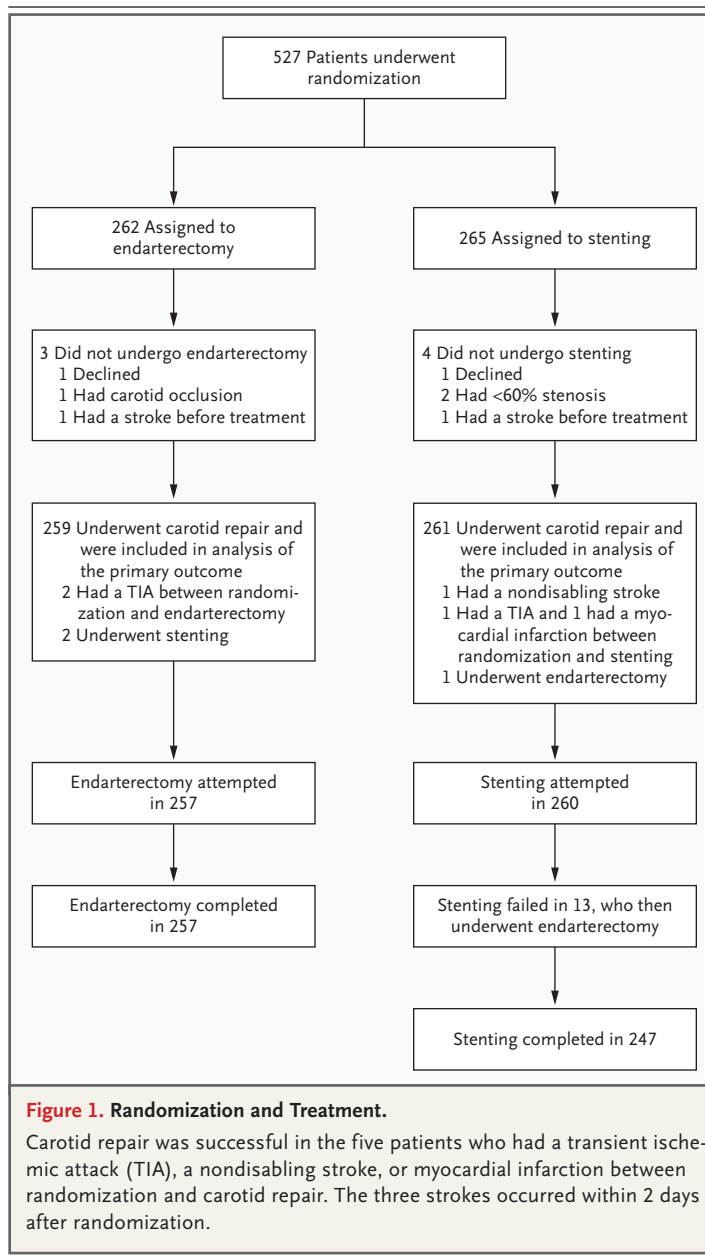 527 Patients underwent
randomization
262 Assigned to
endarterectomy
265 Assigned to stenting
3 Did not undergo endarterectomy
1 Declined
1 Had carotid occlusion
1 Had a stroke before treatment
4 Did not undergo stenting
1 Declined
2 Had <60% stenosis
1 Had a stroke before treatment
259 Underwent carotid repair and
were included in analysis of
the primary outcome
2 Had a TIA between randomi-
zation and endarterectomy
2 Underwent stenting
261 Underwent carotid repair and
were included in analysis of
the primary outcome
1 Had a nondisabling stroke
1 Had a TIA and 1 had a myo-
cardial infarction between
randomization and stenting
1 Underwent endarterectomy
Endarterectomy attempted
in 257
Stenting attempted
in 260
Endarterectomy completed
in 257
Stenting failed in 13, who then
underwent endarterectomy
Stenting completed in 247
Figure 1. Randomization and Treatment.
Carotid repair was successful in the five patients who had a transient ische-
mic attack (TIA), a nondisabling stroke, or myocardial infarction between
randomization and carotid repair. The three strokes occurred within 2 days
after randomization.